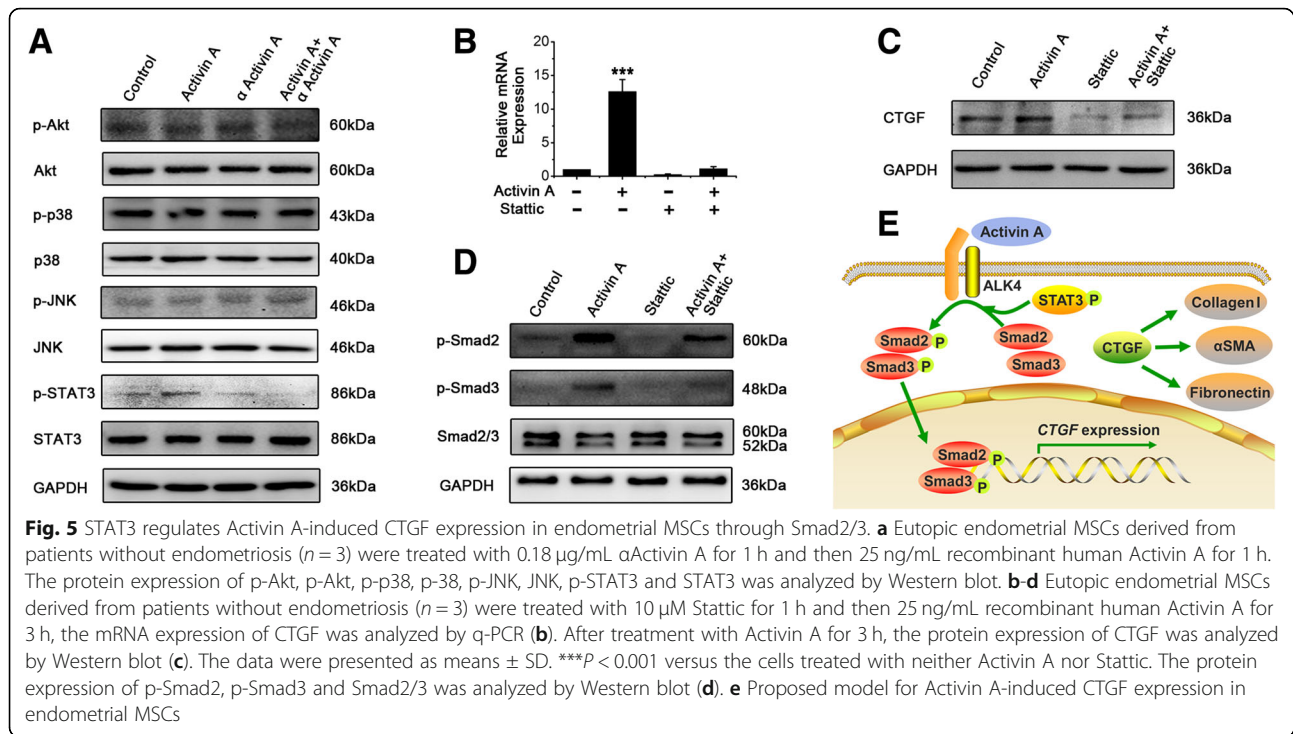 A
Control
Activin A
α Activin A
Activin A+
α Activin A
p-Akt
60kDa
Akt
60kDa
p-p38
43kDa
p38
40kDa
p-JNK
46kDa
JNK
46kDa
p-STAT3
86kDa
STAT3
86kDa
GAPDH
36kDa
B
Relative mRNA
Expression
20
15
10
5
0
***
Activin A – + – +
Stattic – – + +
C
Control
Activin A
Stattic
Activin A+
Stattic
CTGF
36kDa
GAPDH
36kDa
D
Control
Activin A
Stattic
Activin A+
Stattic
p-Smad2
60kDa
p-Smad3
48kDa
Smad2/3
60kDa
52kDa
GAPDH
36kDa
E
Activin A
ALK4
STAT3 P
Smad2 P
Smad3 P
Smad2
Smad3
CTGF
Collagen I
αSMA
Fibronectin
CTGF expression
Smad2 P
Smad3 P
Fig. 5 STAT3 regulates Activin A-induced CTGF expression in endometrial MSCs through Smad2/3. a Eutopic endometrial MSCs derived from
patients without endometriosis (n = 3) were treated with 0.18 μg/mL αActivin A for 1 h and then 25 ng/mL recombinant human Activin A for 1 h.
The protein expression of p-Akt, p-Akt, p-p38, p-38, p-JNK, JNK, p-STAT3 and STAT3 was analyzed by Western blot. b-d Eutopic endometrial MSCs
derived from patients without endometriosis (n = 3) were treated with 10 μM Stattic for 1 h and then 25 ng/mL recombinant human Activin A for
3 h, the mRNA expression of CTGF was analyzed by q-PCR (b). After treatment with Activin A for 3 h, the protein expression of CTGF was analyzed
by Western blot (c). The data were presented as means ± SD. ***P < 0.001 versus the cells treated with neither Activin A nor Stattic. The protein
expression of p-Smad2, p-Smad3 and Smad2/3 was analyzed by Western blot (d). e Proposed model for Activin A-induced CTGF expression in
endometrial MSCs